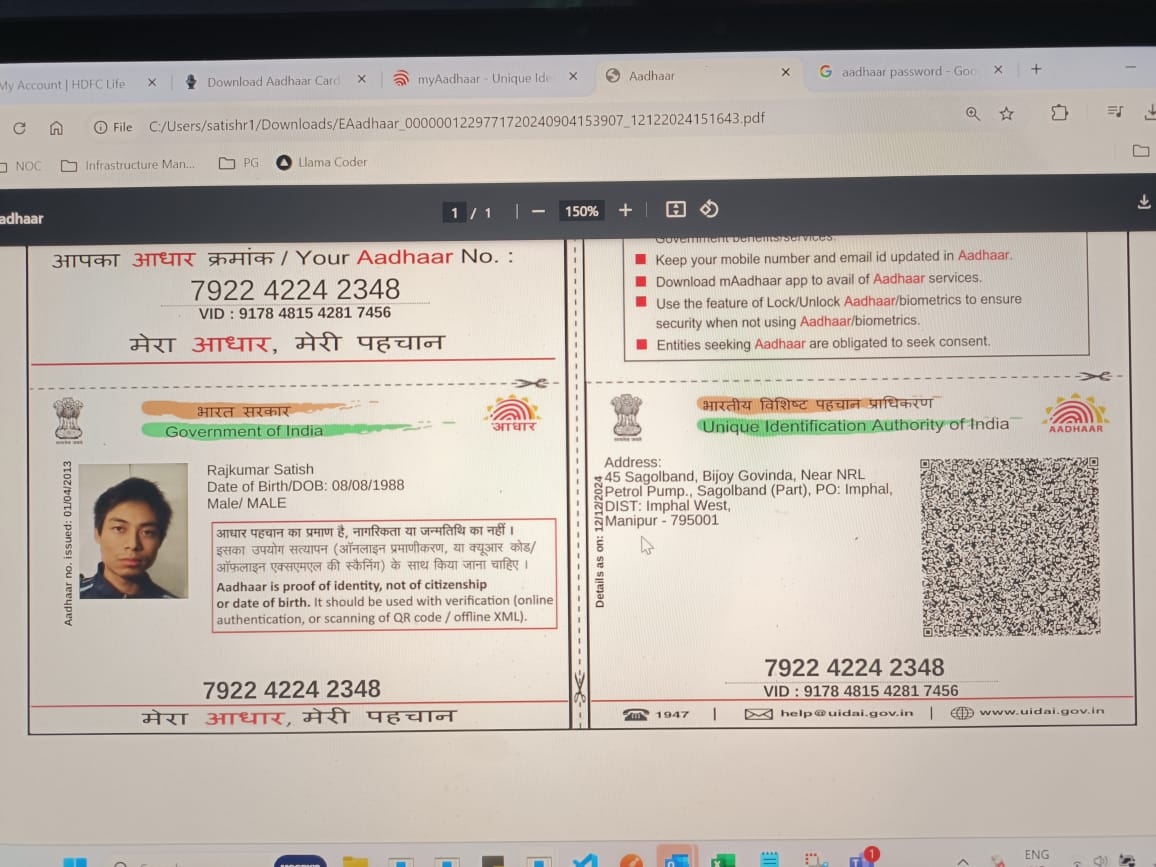 My Account | HDFC Life
Download Aadhaar Card
myAadhaar - Unique Ide
Aadhaar
aadhaar password - Goo
File C:/Users/satishr1/Downloads/EAadhaar_0000001229771720240904153907_12122024151643.pdf
NOC Infrastructure Man... PG Llama Coder
adhaar 1 / 1 150%
आपका आधार क्रमांक / Your Aadhaar No. :
7922 4224 2348
VID : 9178 4815 4281 7456
मेरा आधार, मेरी पहचान
Government benefits/services.
Keep your mobile number and email id updated in Aadhaar.
Download mAadhaar app to avail of Aadhaar services.
Use the feature of Lock/Unlock Aadhaar/biometrics to ensure
security when not using Aadhaar/biometrics.
Entities seeking Aadhaar are obligated to seek consent.
भारत सरकार
Government of India
आधार
Aadhaar no. issued: 01/04/2013
Rajkumar Satish
Date of Birth/DOB: 08/08/1988
Male/ MALE
आधार पहचान का प्रमाण है, नागरिकता या जन्मतिथि का नहीं ।
इसका उपयोग सत्यापन (ऑनलाइन प्रमाणीकरण, या क्यूआर कोड/
ऑफ़लाइन एक्सएमएल की स्कैनिंग) के साथ किया जाना चाहिए ।
Aadhaar is proof of identity, not of citizenship
or date of birth. It should be used with verification (online
authentication, or scanning of QR code / offline XML).
7922 4224 2348
मेरा आधार, मेरी पहचान
भारतीय विशिष्ट पहचान प्राधिकरण
Unique Identification Authority of India
AADHAAR
Details as on: 12/12/2024
Address:
45 Sagolband, Bijoy Govinda, Near NRL
Petrol Pump., Sagolband (Part), PO: Imphal,
DIST: Imphal West,
Manipur - 795001
7922 4224 2348
VID : 9178 4815 4281 7456
1947 | help@uidai.gov.in | www.uidai.gov.in
1
ENG